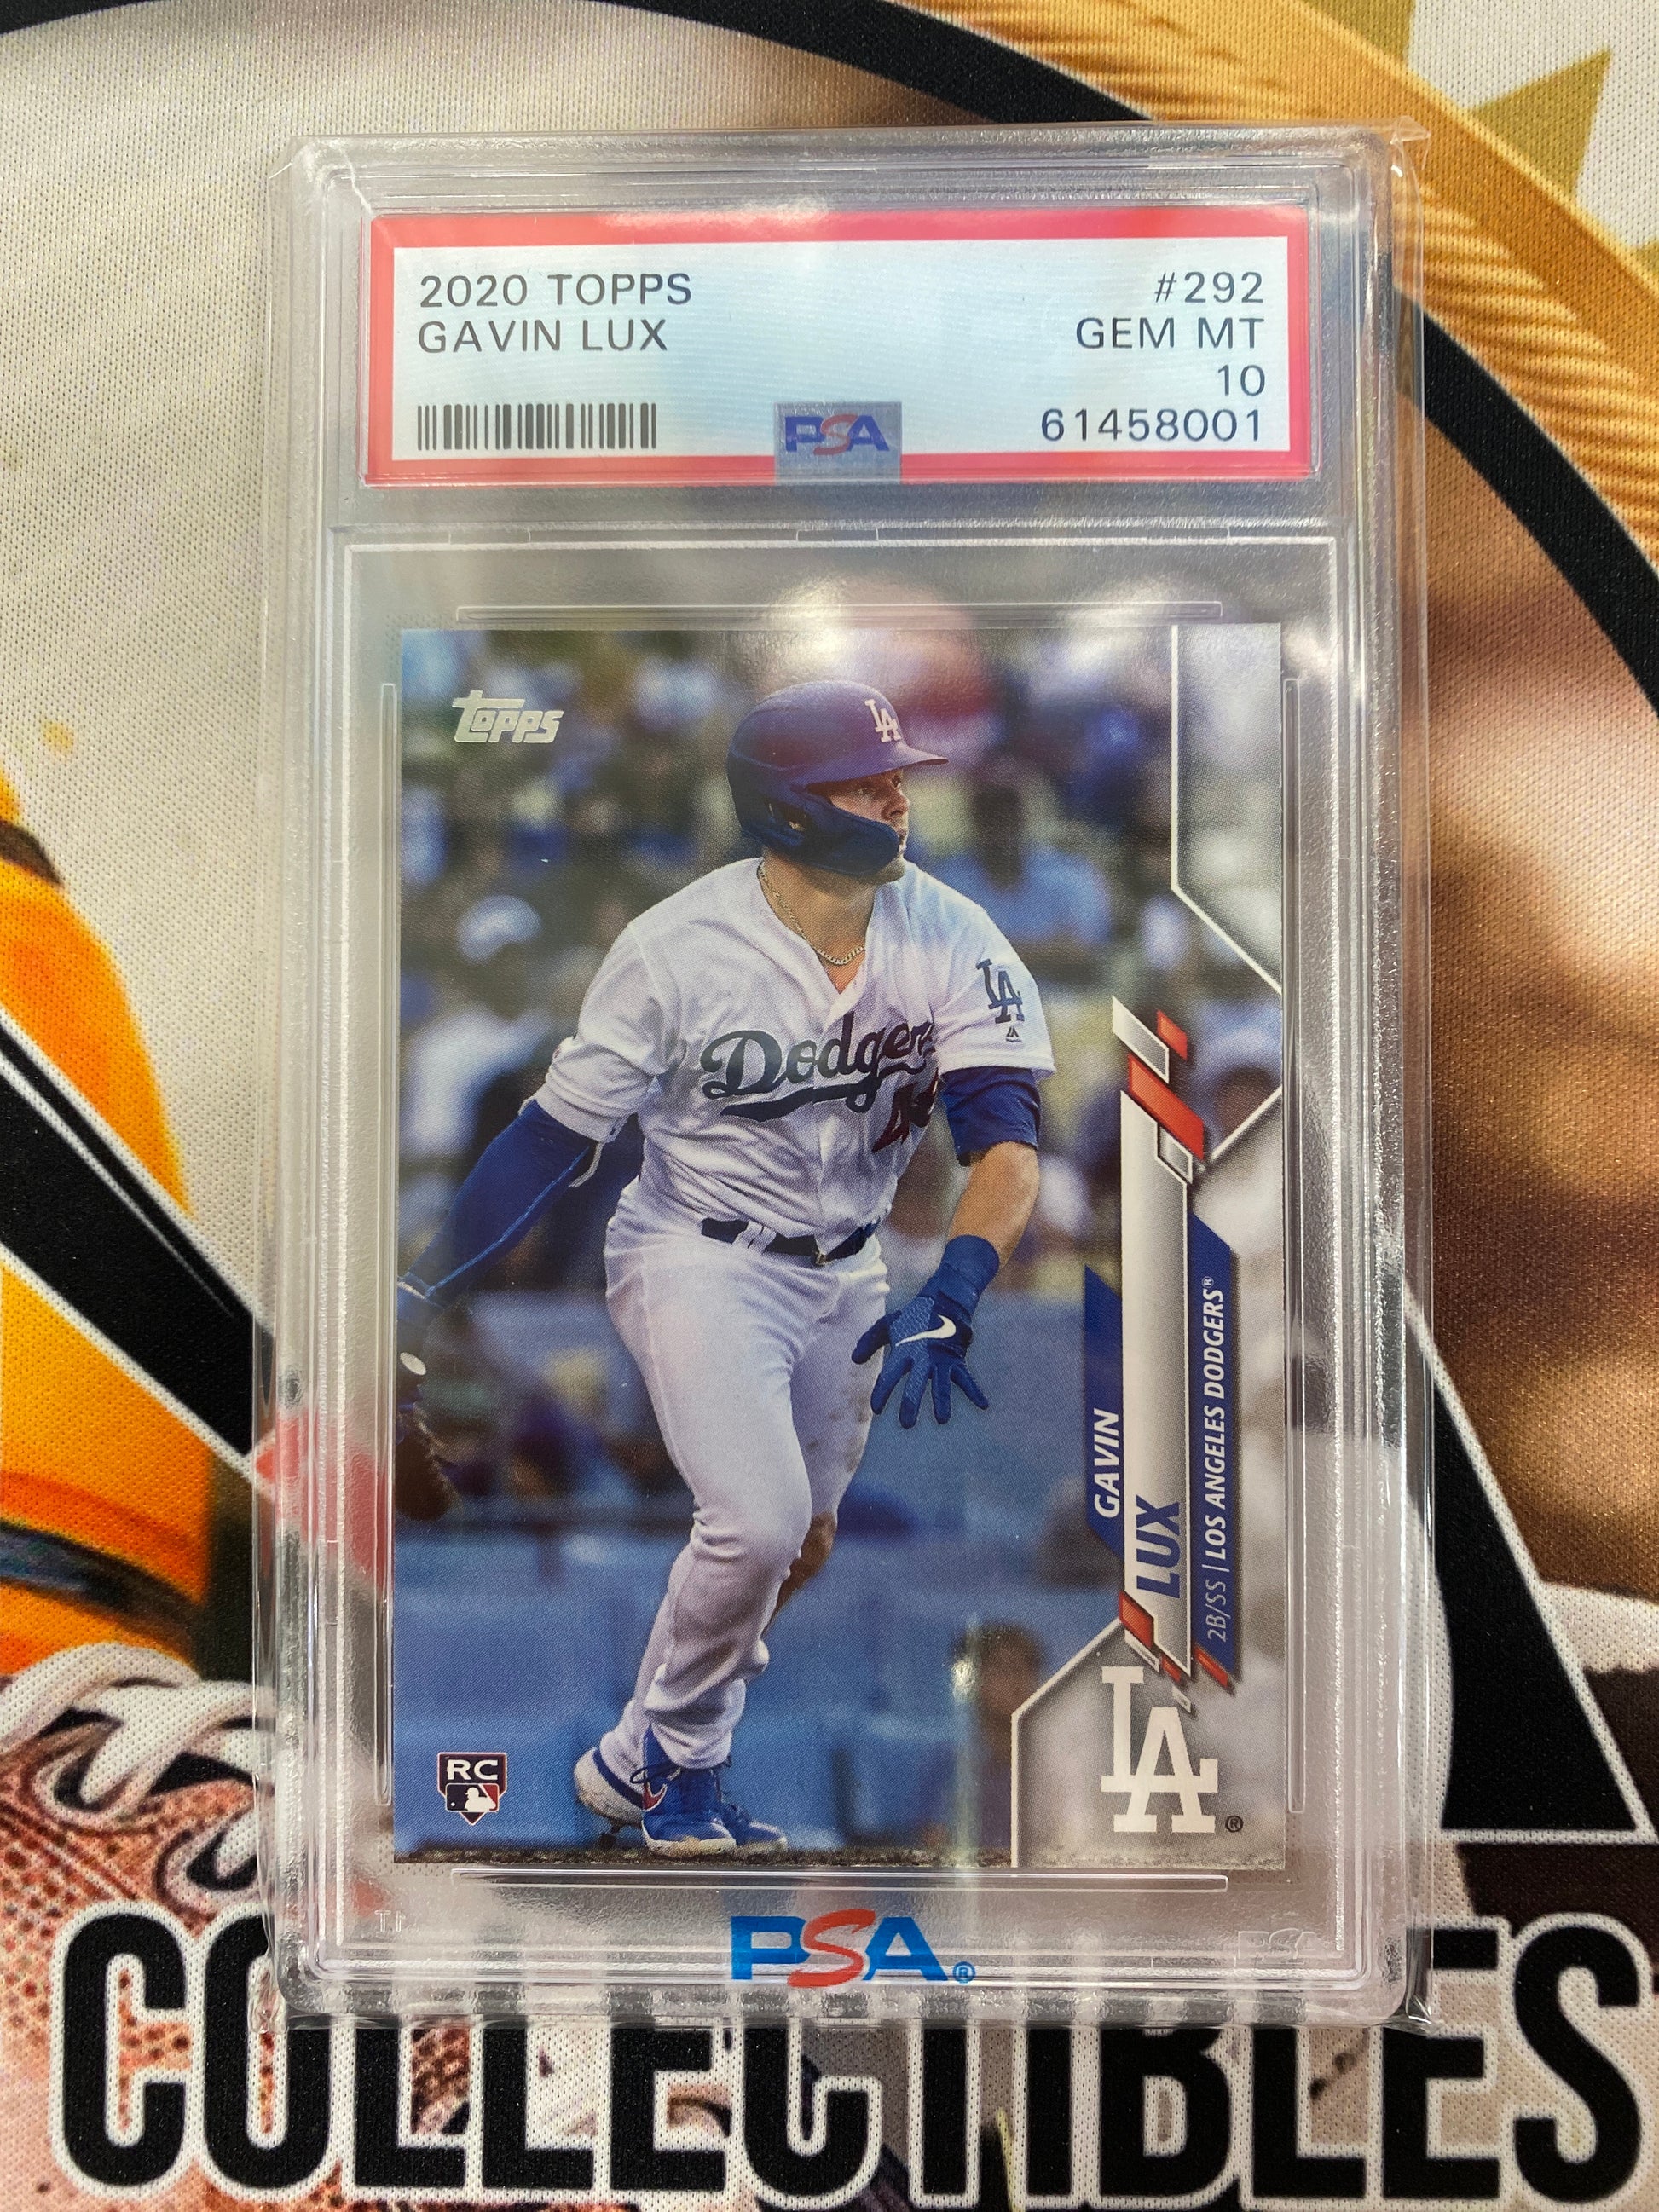 2020 TOPPS #292
GAVIN LUX GEM MT
10
PSA 61458001
Topps
LA
LA
Dodgers
GAVIN
LUX
2B/SS | LOS ANGELES DODGERS®
RC
LA®
PSA®
COLLECTIBLES